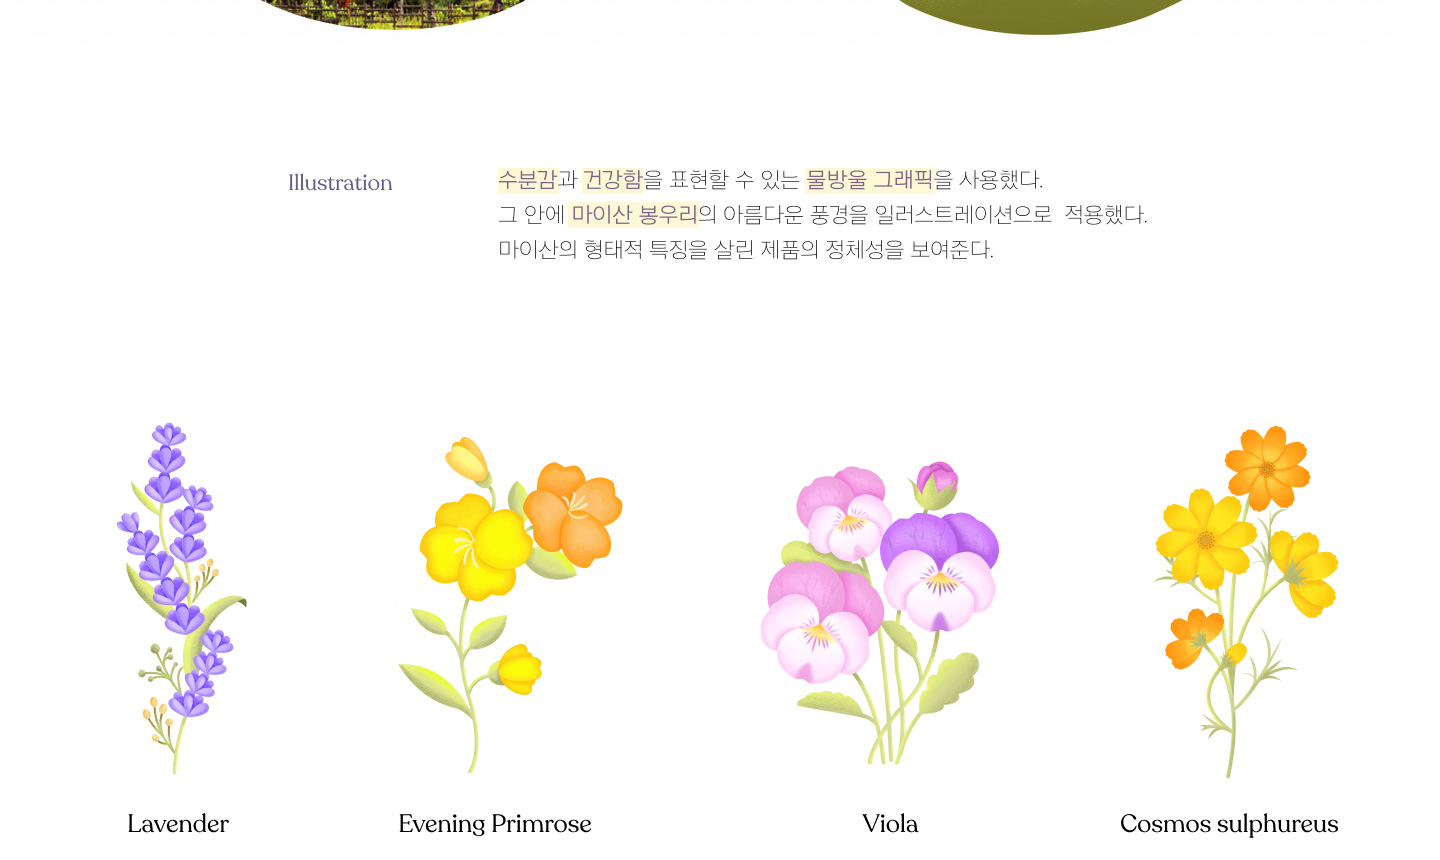 Illustration
수분감과 건강함을 표현할 수 있는 물방울 그래픽을 사용했다.
그 안에 마이산 봉우리의 아름다운 풍경을 일러스트레이션으로 적용했다.
마이산의 형태적 특징을 살린 제품의 정체성을 보여준다.
Lavender
Evening Primrose
Viola
Cosmos sulphureus